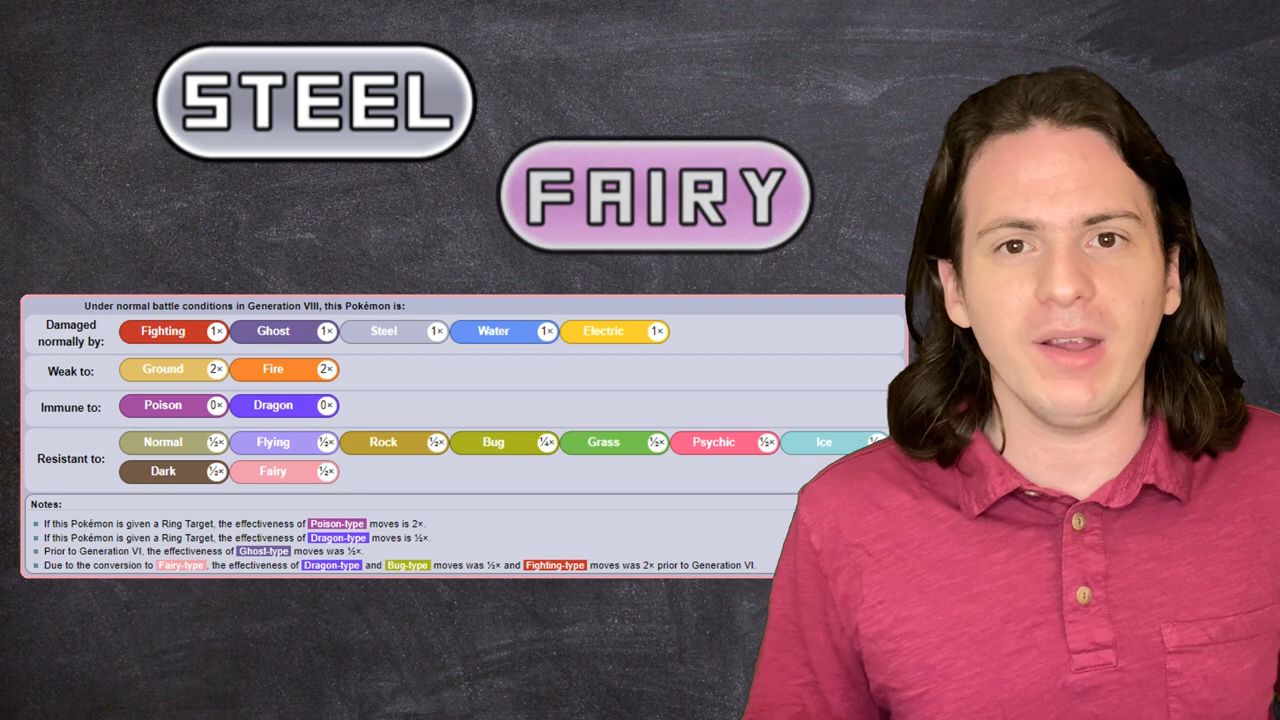 STEEL
FAIRY
Under normal battle conditions in Generation VIII, this Pokémon is:
Damaged normally by: Fighting 1× Ghost 1× Steel 1× Water 1× Electric 1×
Weak to: Ground 2× Fire 2×
Immune to: Poison 0× Dragon 0×
Resistant to: Normal ½× Flying ½× Rock ½× Bug ¼× Grass ½× Psychic ½× Ice
Dark ½× Fairy ½×
Notes:
If this Pokémon is given a Ring Target, the effectiveness of Poison-type moves is 2×.
If this Pokémon is given a Ring Target, the effectiveness of Dragon-type moves is ½×.
Prior to Generation VI, the effectiveness of Ghost-type moves was ½×.
Due to the conversion to Fairy-type, the effectiveness of Dragon-type and Bug-type moves was ½× and Fighting-type moves was 2× prior to Generation VI.